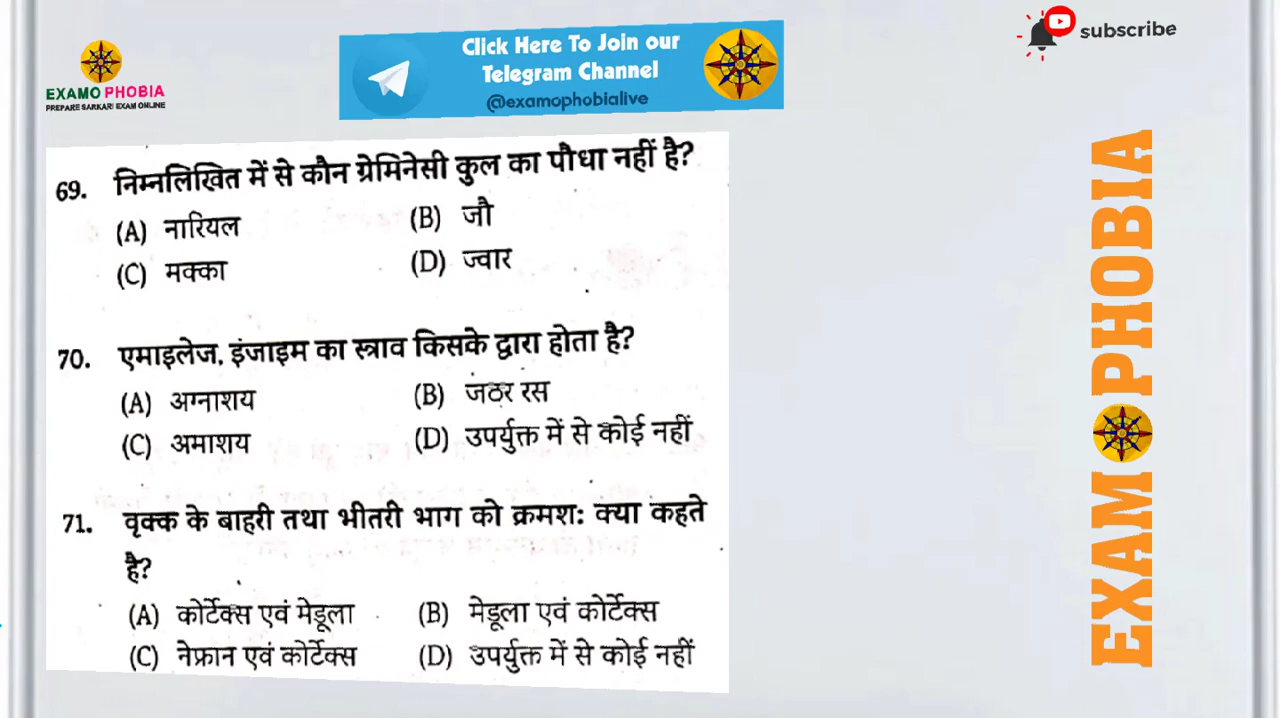 EXAMO PHOBIA
PREPARE SARKARI EXAM ONLINE
Click Here To Join our
Telegram Channel
@examophobialive
subscribe
69. निम्नलिखित में से कौन ग्रेमिनेसी कुल का पौधा नहीं है?
(A) नारियल (B) जौ
(C) मक्का (D) ज्वार
70. एमाइलेज, इंजाइम का स्त्राव किसके द्वारा होता है?
(A) अग्नाशय (B) जठर रस
(C) अमाशय (D) उपर्युक्त में से कोई नहीं
71. वृक्क के बाहरी तथा भीतरी भाग को क्रमश: क्या कहते
है?
(A) कोर्टेक्स एवं मेडूला (B) मेडूला एवं कोर्टेक्स
(C) नेफ्रान एवं कोर्टेक्स (D) उपर्युक्त में से कोई नहीं
EXAM PHOBIA